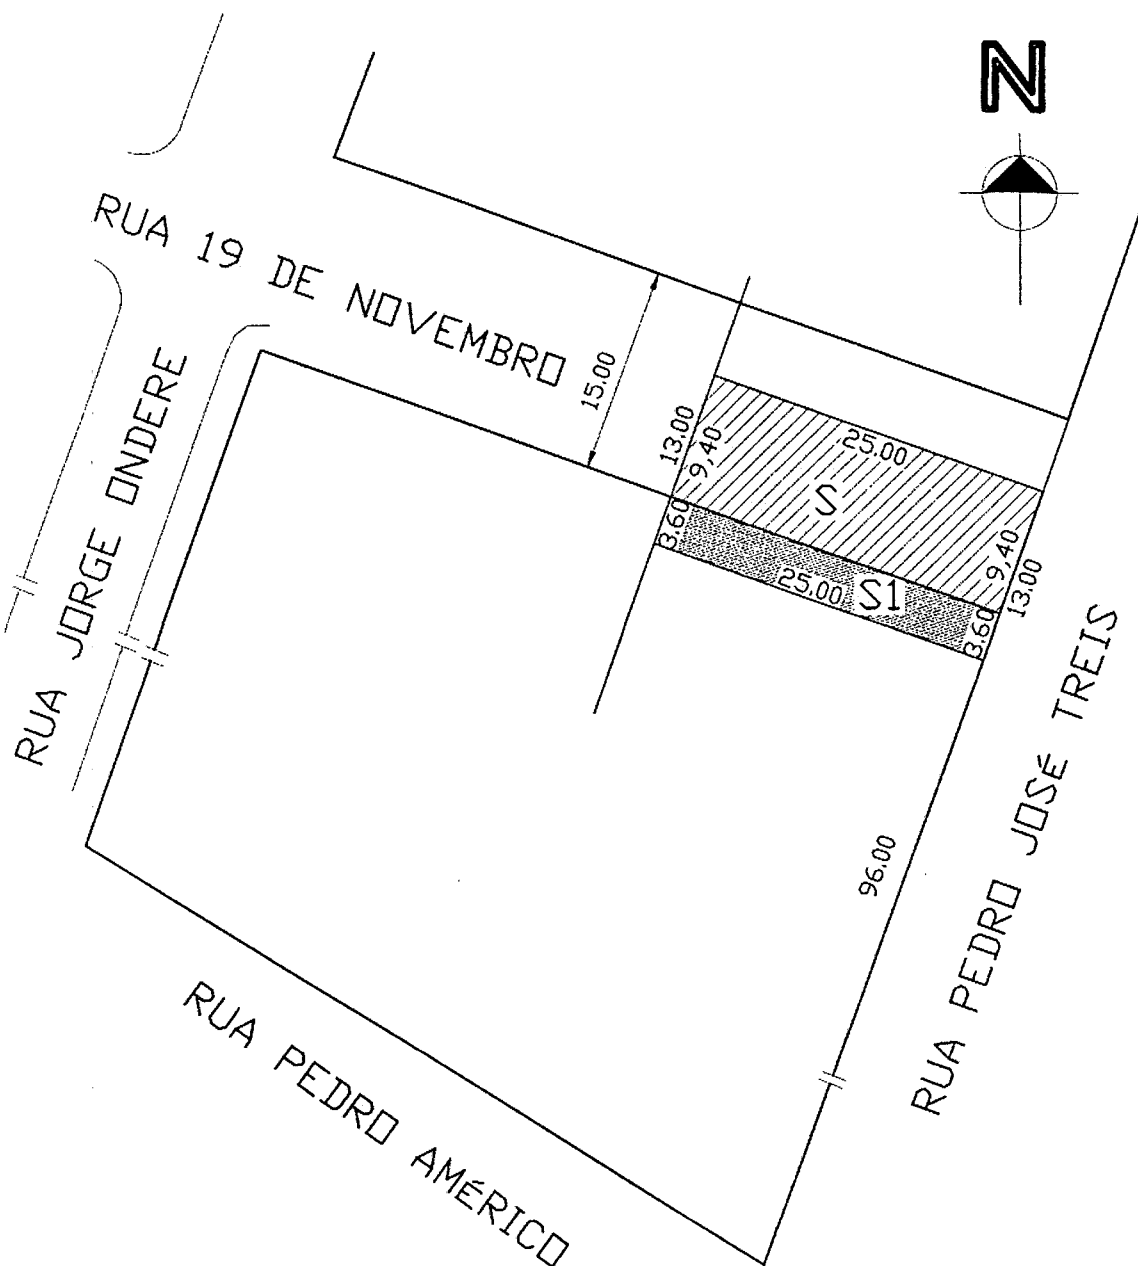 N
RUA 19 DE NOVEMBRO
15.00
13.00
9,40
25.00
S
9,40
13.00
3.60
25.00
S1
3.60
RUA JORGE ONDERE
96.00
RUA PEDRO JOSÉ TREIS
RUA PEDRO AMÉRICO